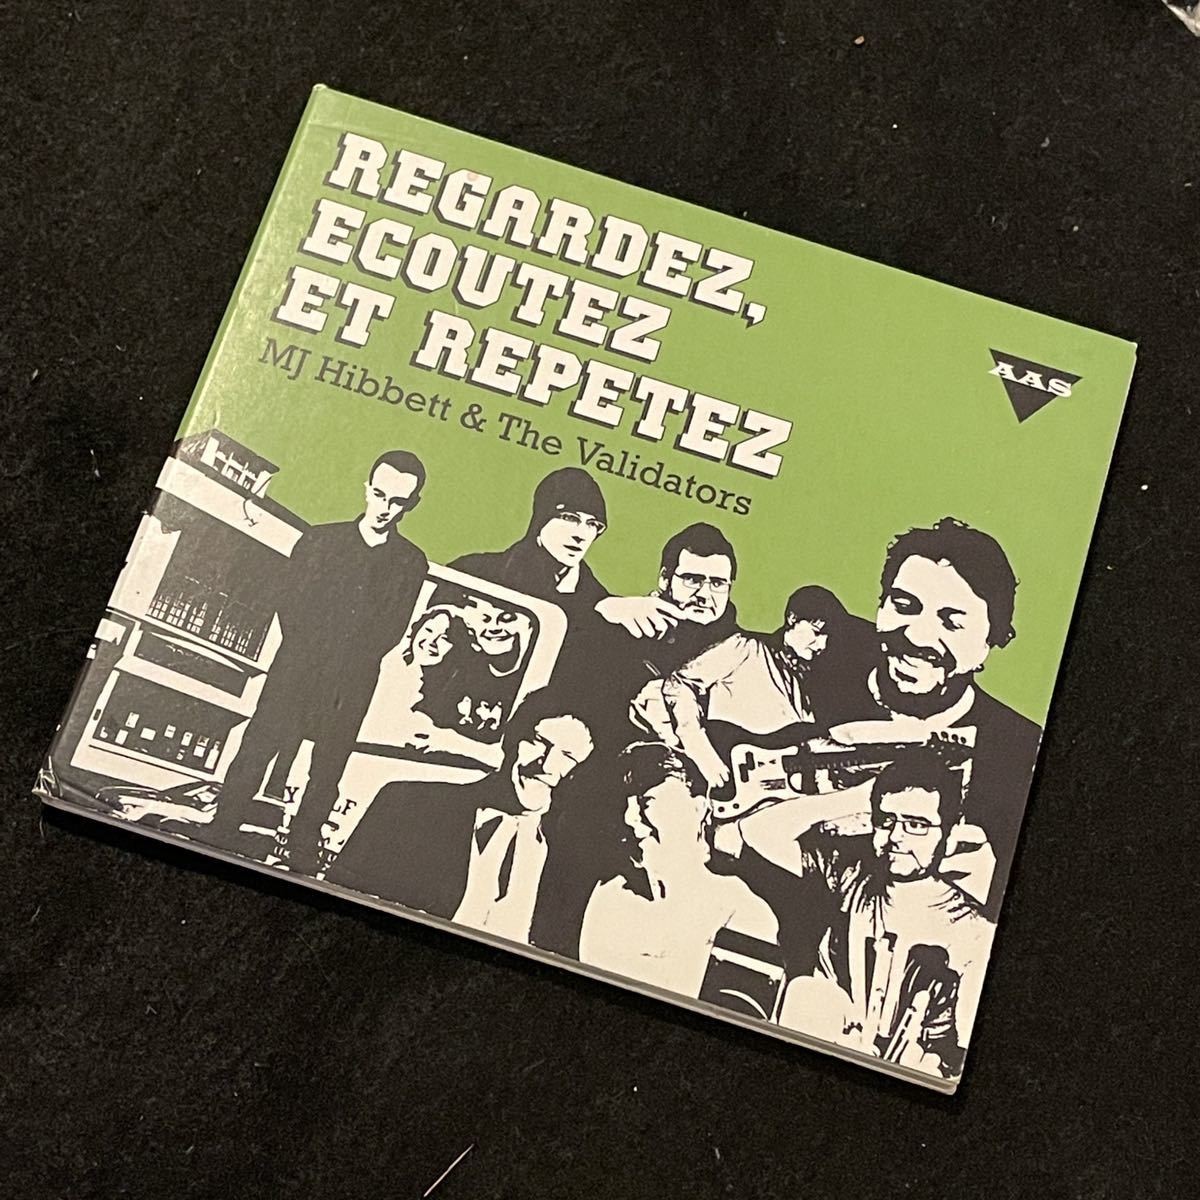 REGARDEZ,
ECOUTEZ
ET REPETEZ
MJ Hibbett & The Validators
AAS